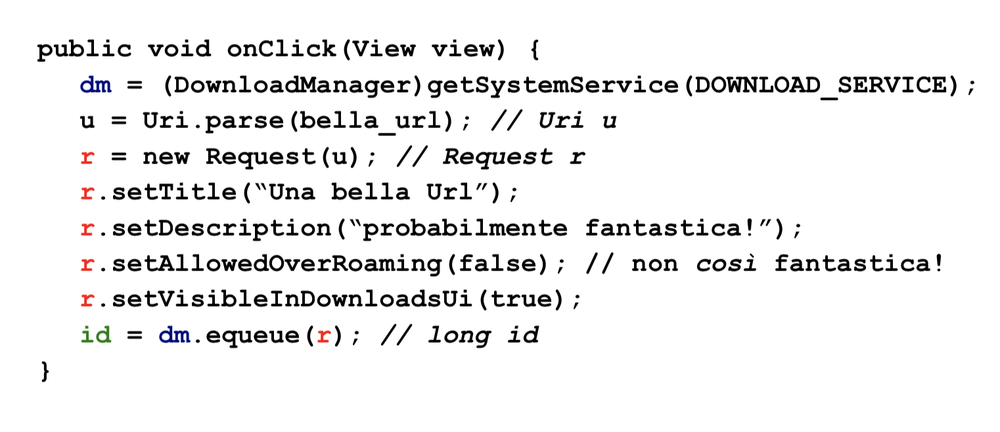 public void onClick(View view) {
dm = (DownloadManager)getSystemService(DOWNLOAD_SERVICE);
u = Uri.parse(bella_url); // Uri u
r = new Request(u); // Request r
r.setTitle(“Una bella Url”);
r.setDescription(“probabilmente fantastica!”);
r.setAllowedOverRoaming(false); // non così fantastica!
r.setVisibleInDownloadsUi(true);
id = dm.equeue(r); // long id
}